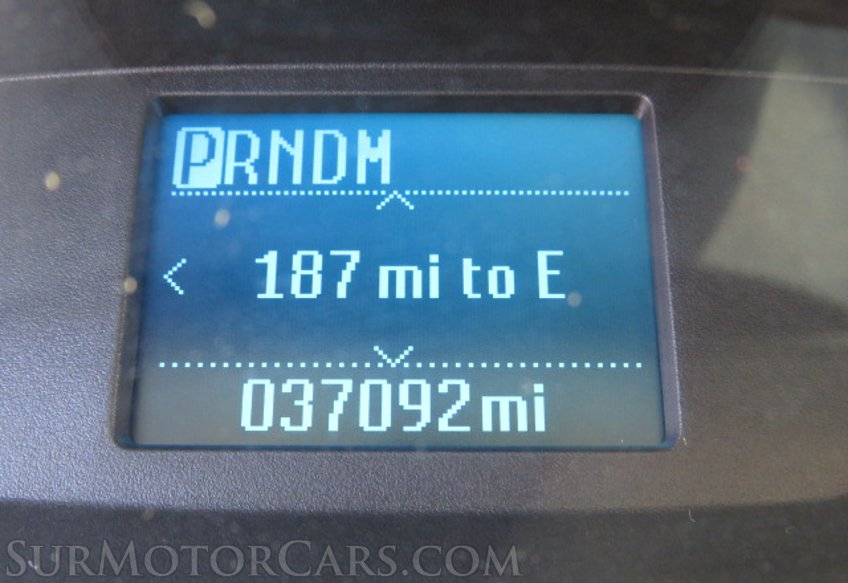 PRNDM
187 mi to E
037092mi
SurMotorCars.com